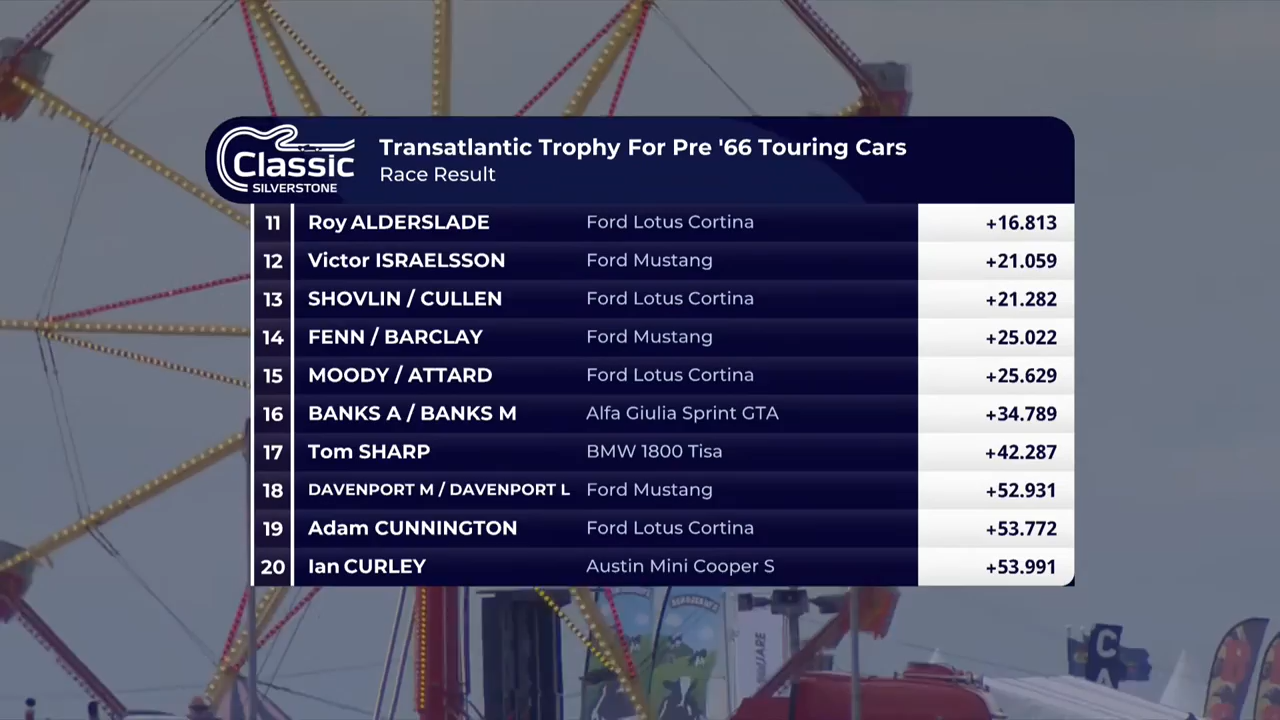 Classic
SILVERSTONE
Transatlantic Trophy For Pre '66 Touring Cars
Race Result
11 Roy ALDERSLADE Ford Lotus Cortina +16.813
12 Victor ISRAELSSON Ford Mustang +21.059
13 SHOVLIN / CULLEN Ford Lotus Cortina +21.282
14 FENN / BARCLAY Ford Mustang +25.022
15 MOODY / ATTARD Ford Lotus Cortina +25.629
16 BANKS A / BANKS M Alfa Giulia Sprint GTA +34.789
17 Tom SHARP BMW 1800 Tisa +42.287
18 DAVENPORT M / DAVENPORT L Ford Mustang +52.931
19 Adam CUNNINGTON Ford Lotus Cortina +53.772
20 Ian CURLEY Austin Mini Cooper S +53.991